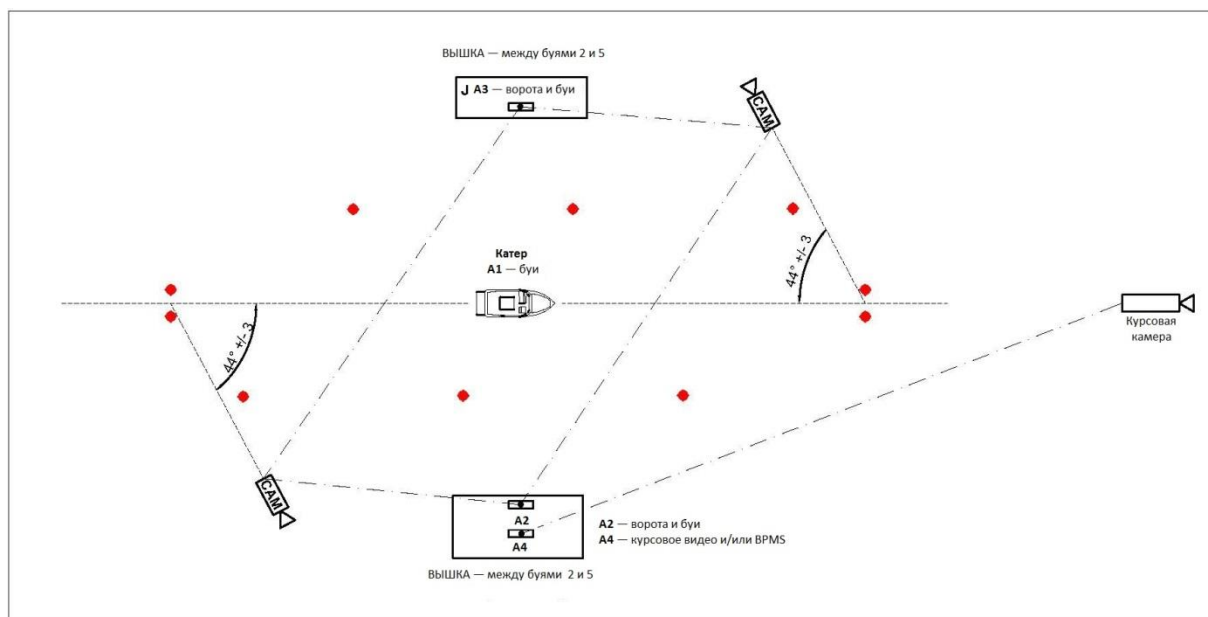 ВЫШКА — между буями 2 и 5
J A3 — ворота и буи
CAM
44° +/- 3
Катер
A1 — буи
44° +/- 3
Курсовая
камера
CAM
A2
A4
A2 — ворота и буи
A4 — курсовое видео и/или BPMS
ВЫШКА — между буями 2 и 5